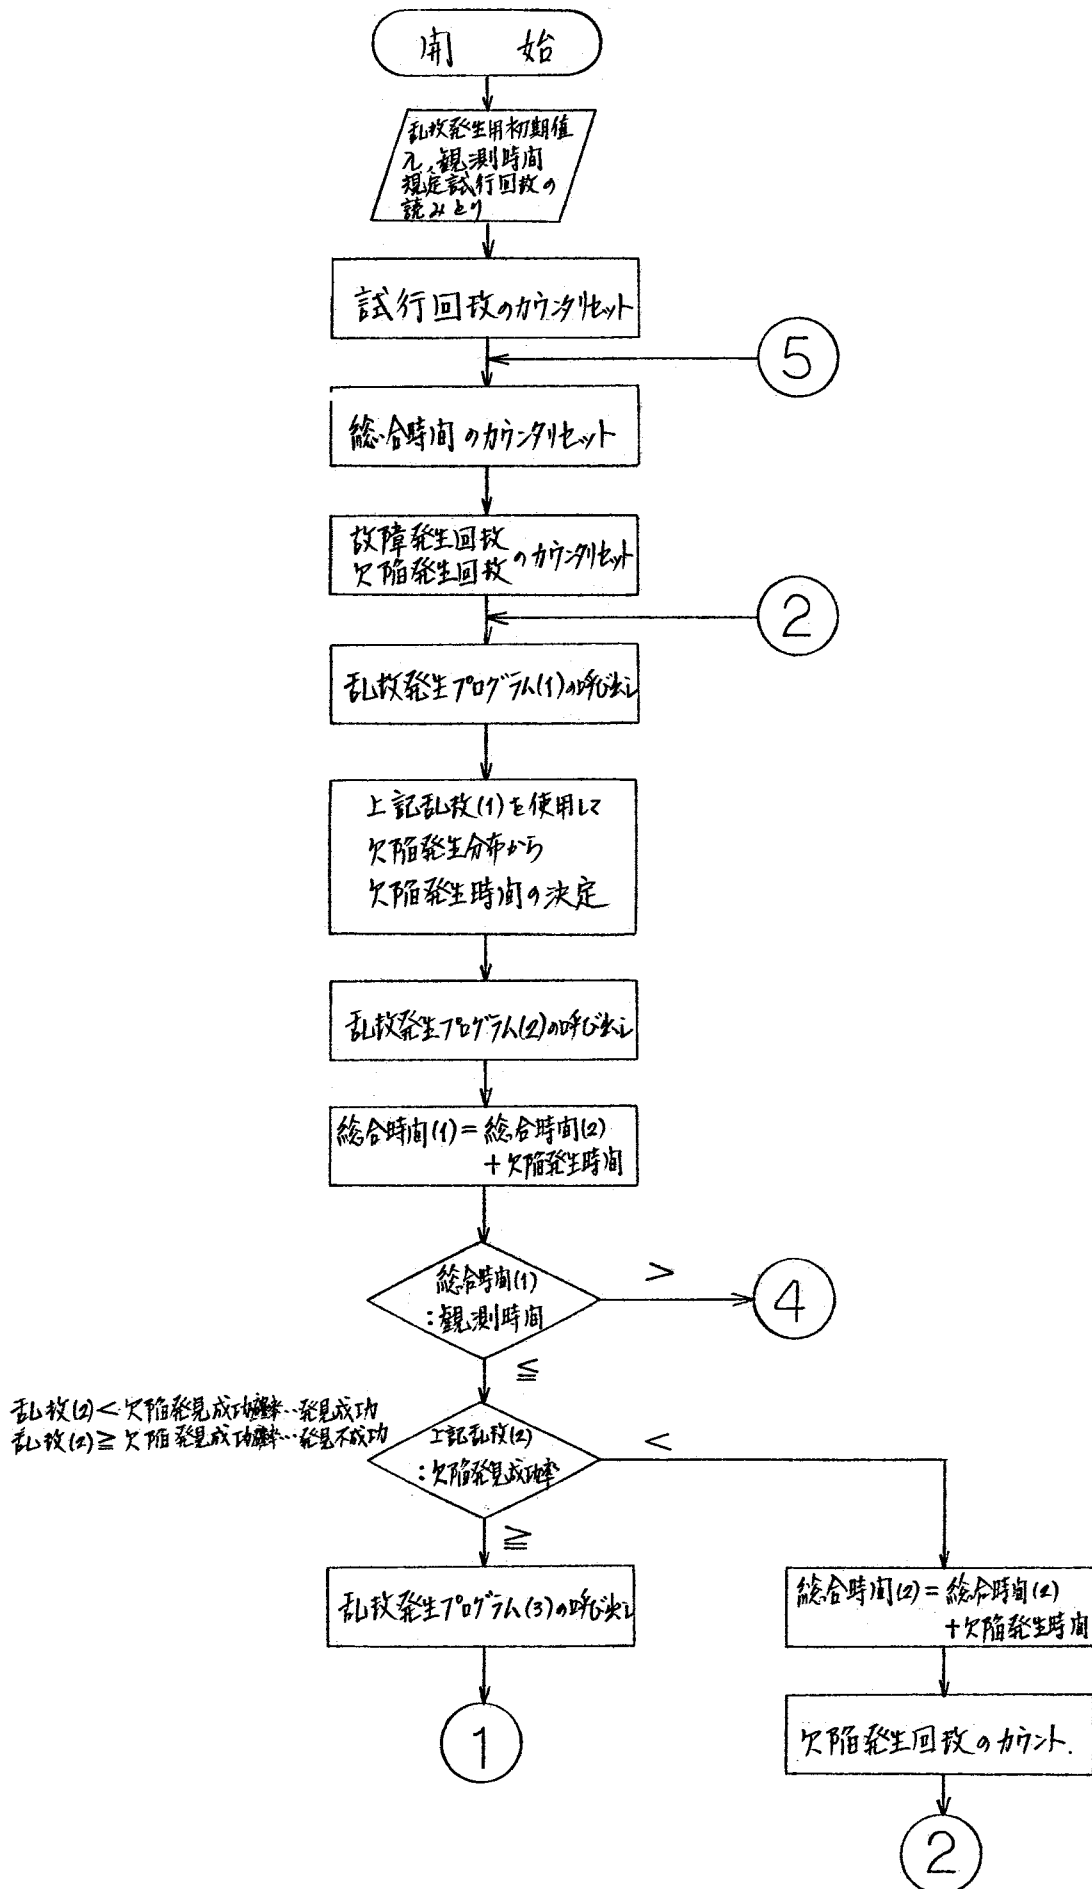 開 始
乱数発生用初期値
λ, 観測時間
規定試行回数の
読みとり
試行回数のカウンタリセット
⑤
総合時間のカウンタリセット
故障発生回数
欠陥発生回数 のカウンタリセット
②
乱数発生プログラム(1)の呼び出し
上記乱数(1)を使用して
欠陥発生分布から
欠陥発生時間の決定
乱数発生プログラム(2)の呼び出し
総合時間(1)=総合時間(2)
+欠陥発生時間
総合時間(1)
:観測時間
>
④
≦
乱数(2)<欠陥発見成功確率…発見成功
乱数(2)≧欠陥発見成功確率…発見不成功
上記乱数(2)
:欠陥発見成功率
<
≧
乱数発生プログラム(3)の呼び出し
総合時間(2)=総合時間(2)
+欠陥発生時間
①
欠陥発生回数のカウント.
②